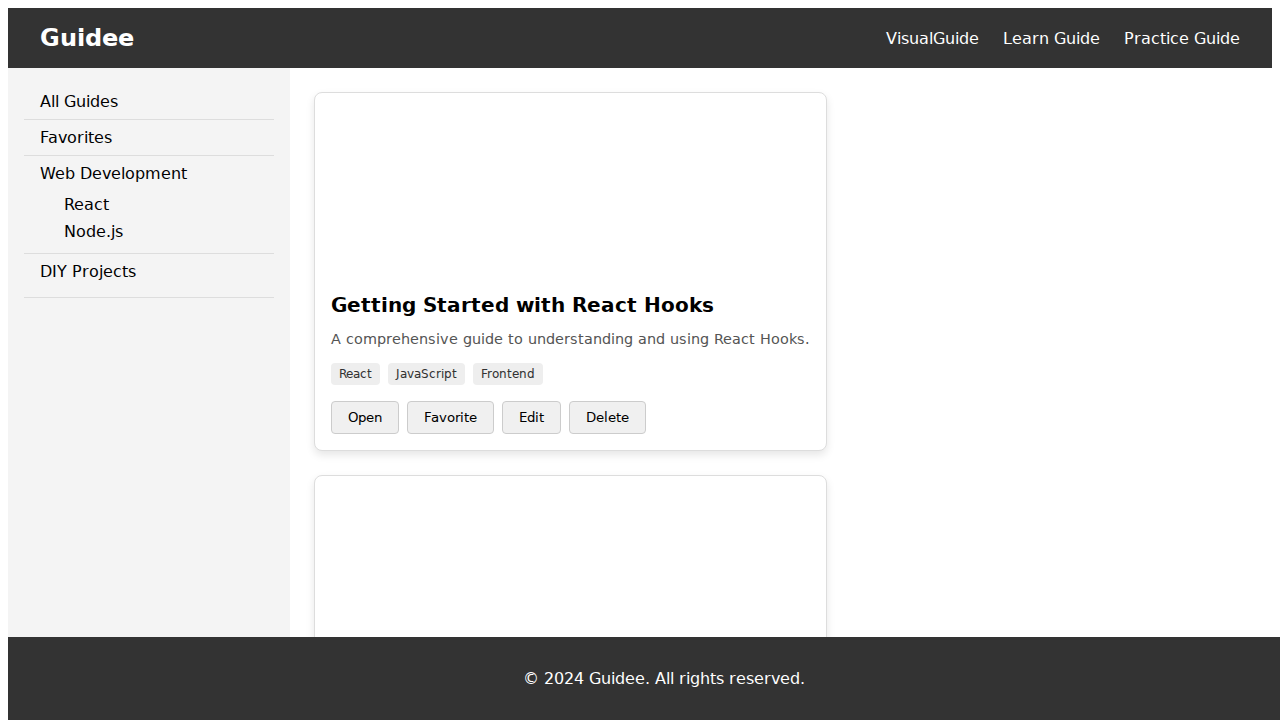 Guidee
VisualGuide Learn Guide Practice Guide
All Guides
Favorites
Web Development
React
Node.js
DIY Projects
Getting Started with React Hooks
A comprehensive guide to understanding and using React Hooks.
React JavaScript Frontend
Open Favorite Edit Delete
© 2024 Guidee. All rights reserved.